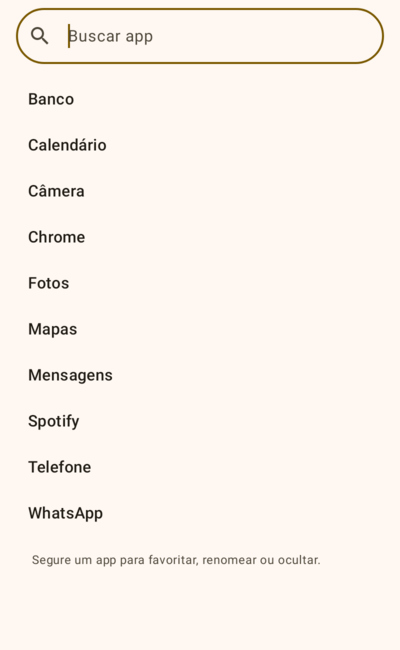 Buscar app
Banco
Calendário
Câmera
Chrome
Fotos
Mapas
Mensagens
Spotify
Telefone
WhatsApp
Segure um app para favoritar, renomear ou ocultar.